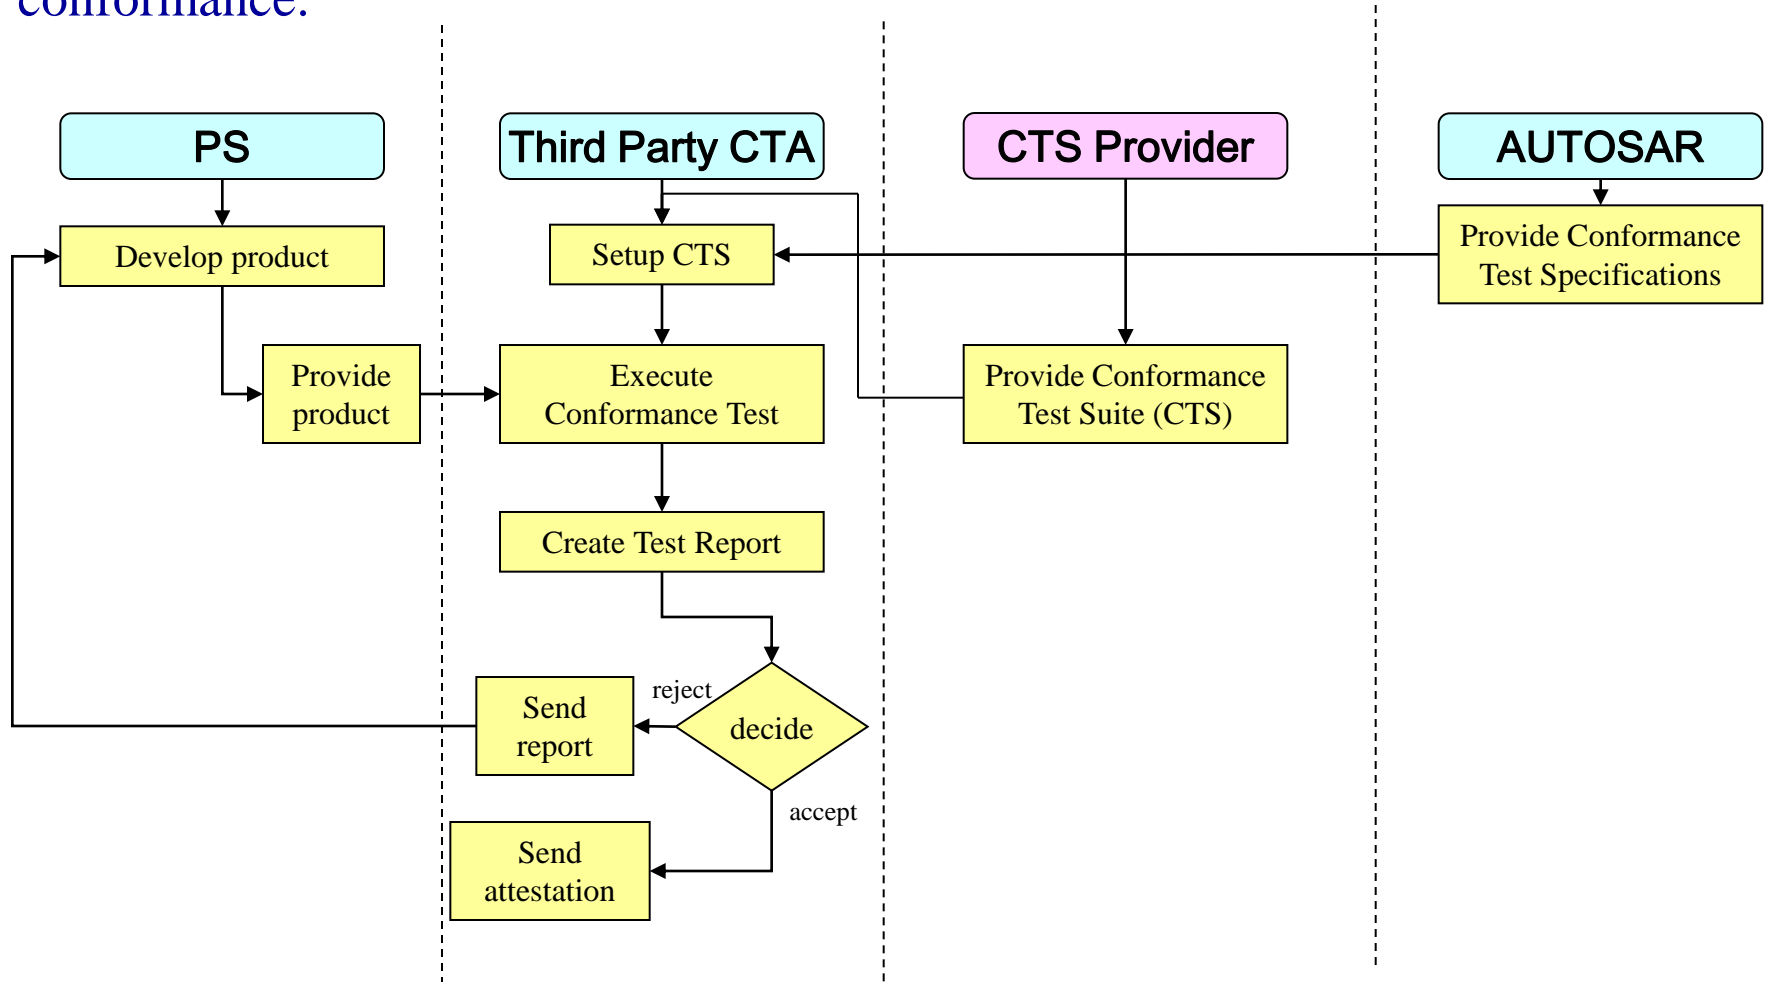 conformance.
PS
Third Party CTA
CTS Provider
AUTOSAR
Develop product
Setup CTS
Provide Conformance
Test Specifications
Provide
product
Execute
Conformance Test
Provide Conformance
Test Suite (CTS)
Create Test Report
Send
report
reject
decide
accept
Send
attestation